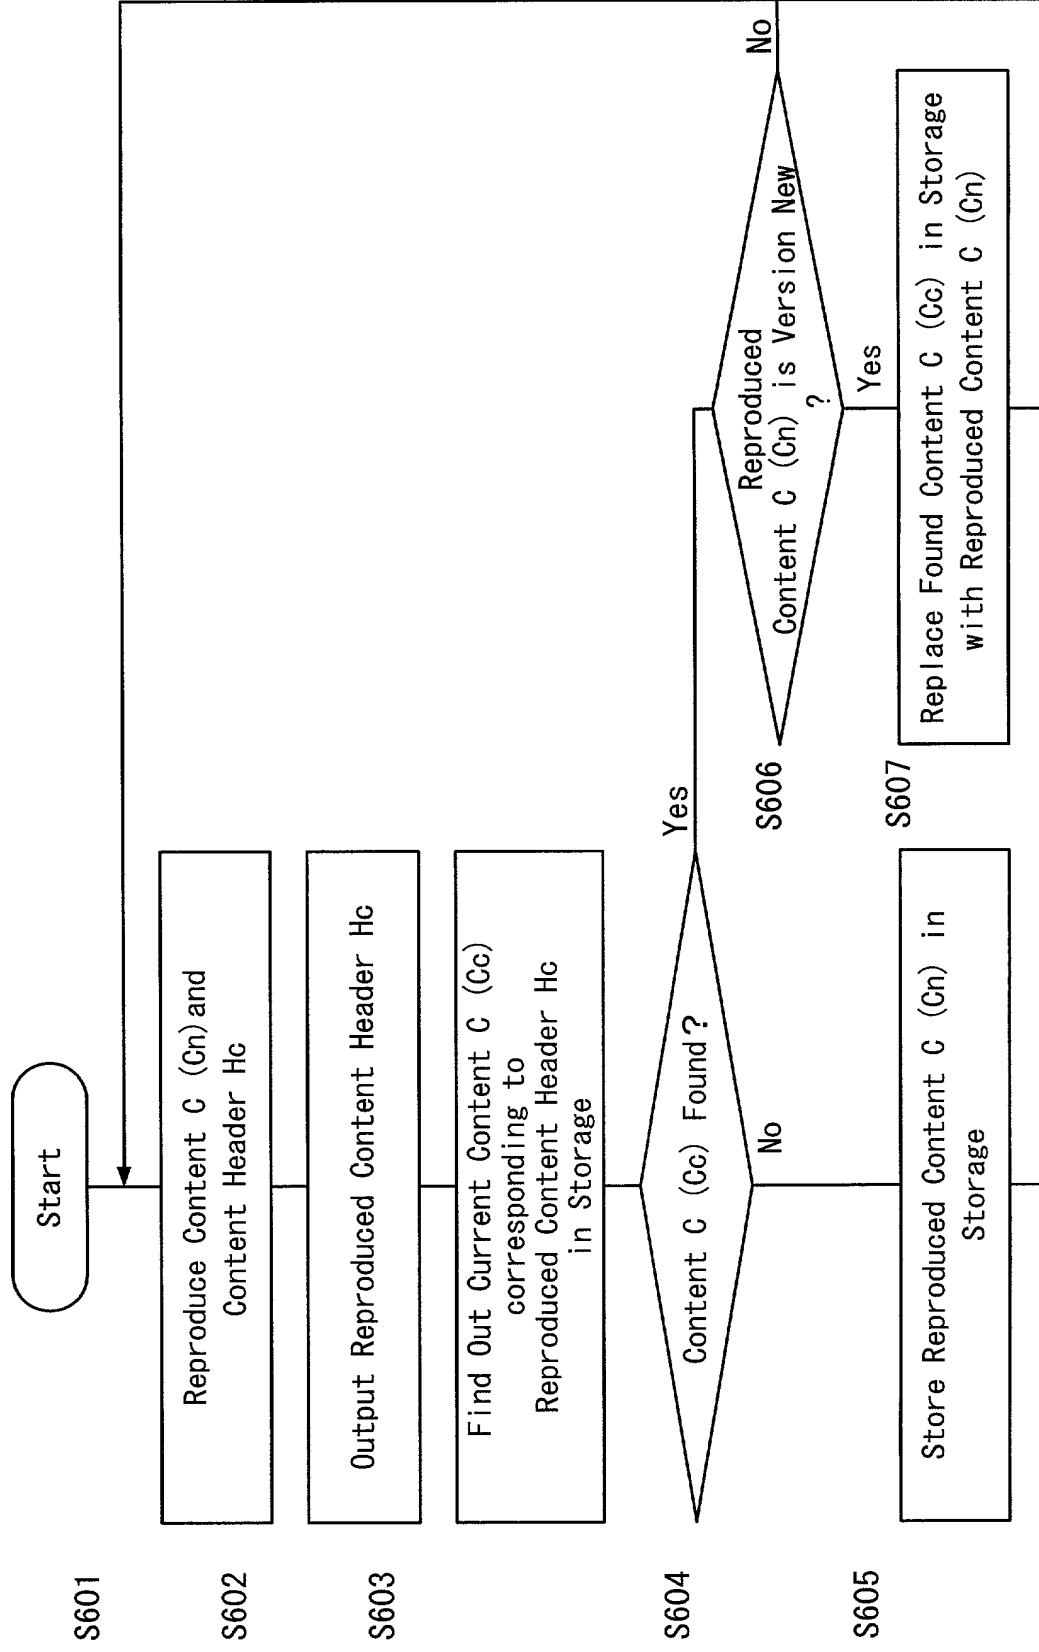 Start
S601
Reproduce Content C (Cn)and
Content Header Hc
S602
Output Reproduced Content Header Hc
S603
Find Out Current Content C (Cc)
corresponding to
Reproduced Content Header Hc
in Storage
S604
Content C (Cc) Found?
Yes
No
S605
Store Reproduced Content C (Cn) in
Storage
S606
Reproduced
Content C (Cn) is Version New
?
No
Yes
S607
Replace Found Content C (Cc) in Storage
with Reproduced Content C (Cn)